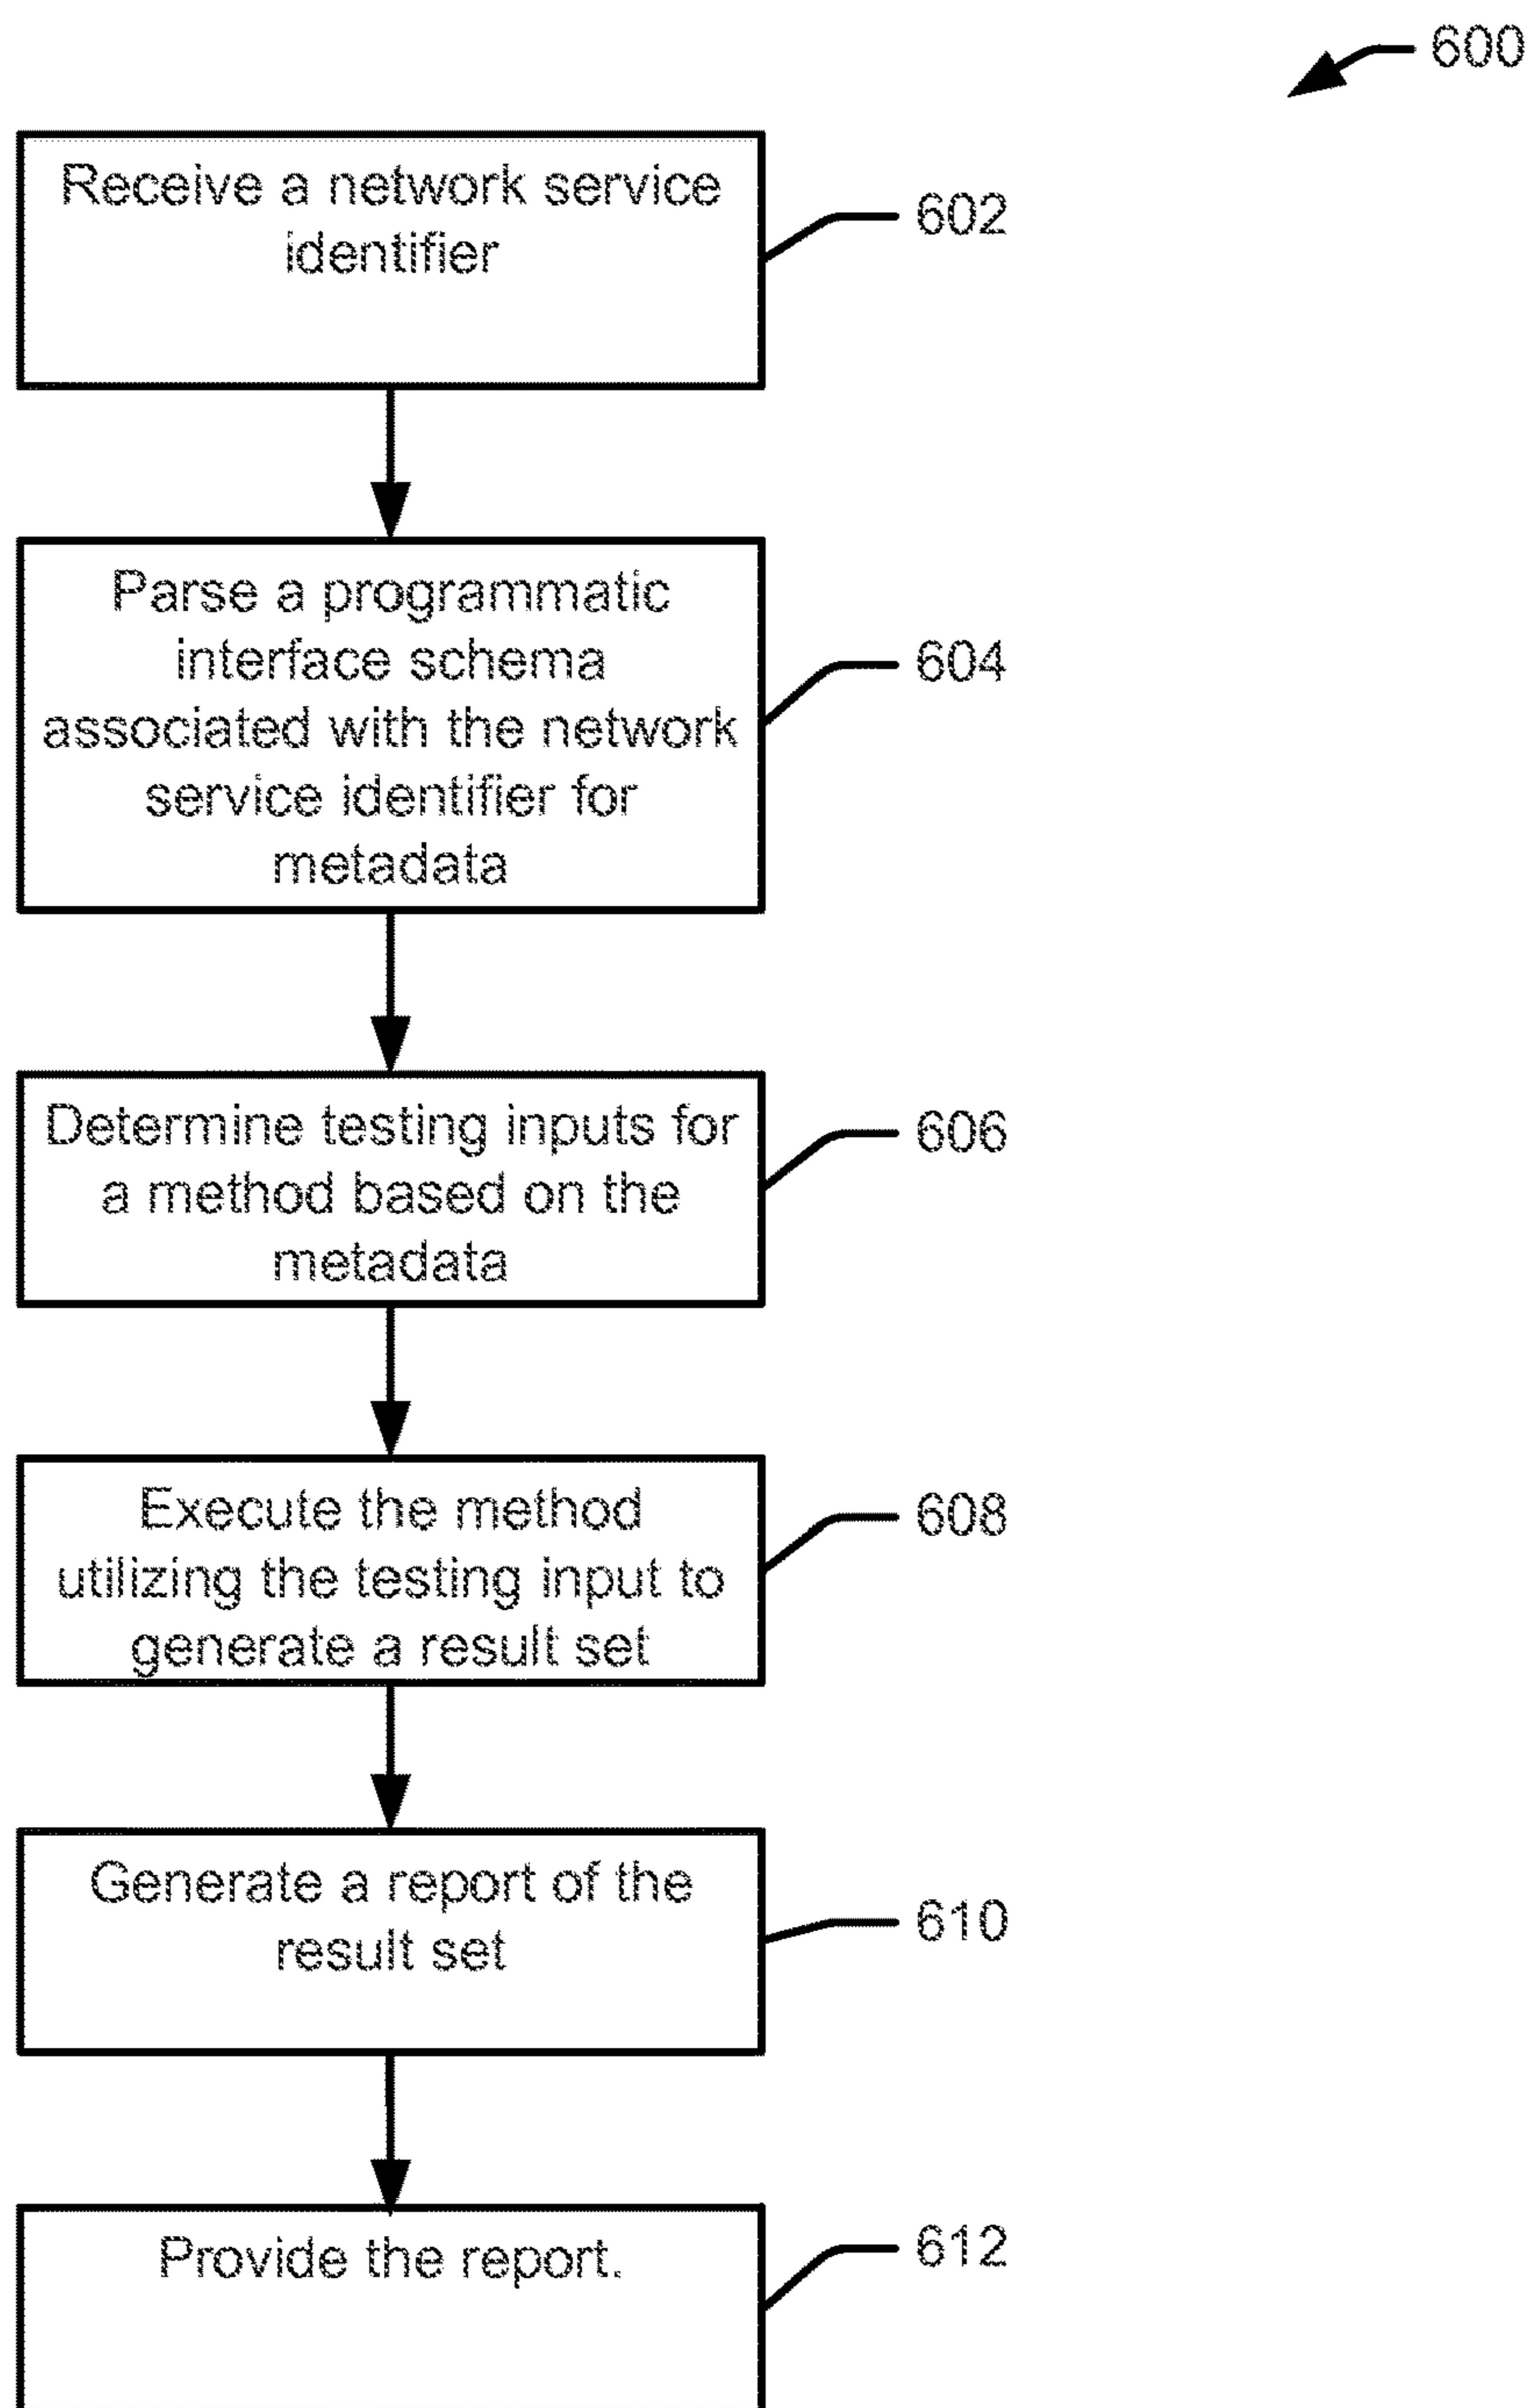 600
Receive a network service
identifier
602
Parse a programmatic
interface schema
associated with the network
service identifier for
metadata
604
Determine testing inputs for
a method based on the
metadata
606
Execute the method
utilizing the testing input to
generate a result set
608
Generate a report of the
result set
610
Provide the report.
612